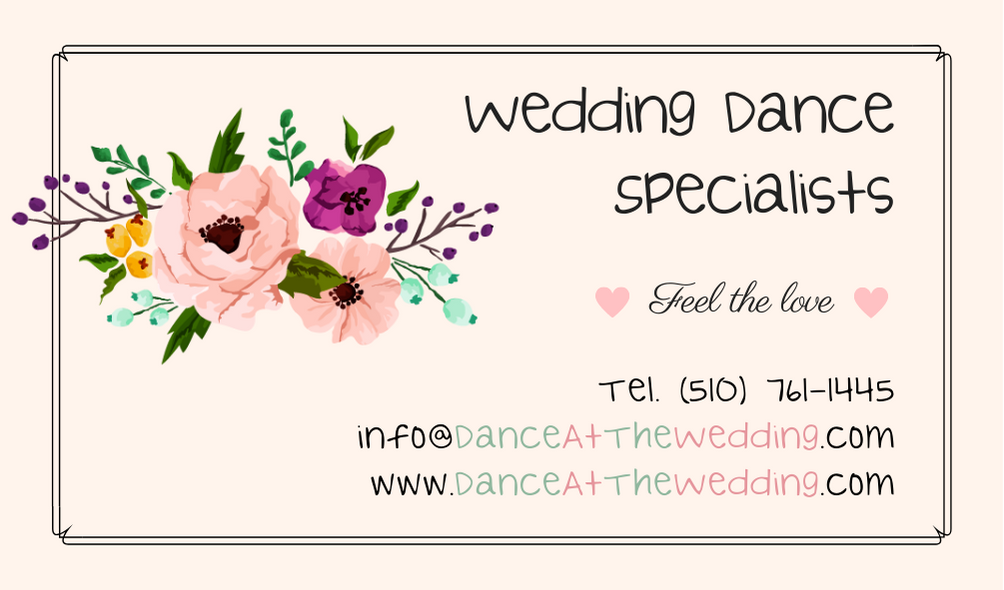 Wedding Dance
Specialists
Feel the love
Tel. (510) 761-1445
info@DanceAtTheWedding.com
www.DanceAtTheWedding.com